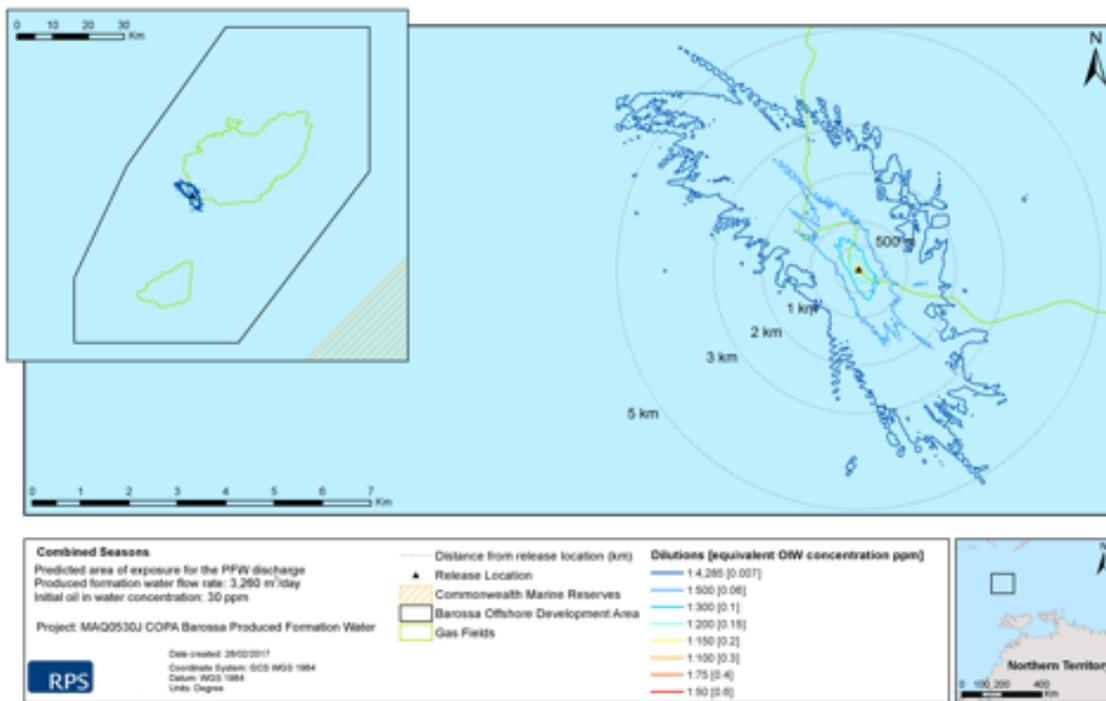 0 10 20 30
Km
N
500 m
1 km
2 km
3 km
5 km
0 1 2 3 4 5 6 7
Km
Combined Seasons
Predicted area of exposure for the PFW discharge
Produced formation water flow rate: 3,260 m³/day
Initial oil in water concentration: 30 ppm
Project: MAQ0530J COPA Barossa Produced Formation Water
Date created: 28/02/2017
Coordinate System: GCS WGS 1984
Datum: WGS 1984
Units: Degree
RPS
Distance from release location (km)
Release Location
Commonwealth Marine Reserves
Barossa Offshore Development Area
Gas Fields
Dilutions [equivalent OIW concentration ppm]
1:4,285 [0.007]
1:500 [0.06]
1:300 [0.1]
1:200 [0.15]
1:150 [0.2]
1:100 [0.3]
1:75 [0.4]
1:50 [0.6]
Northern Territory
0 100 200 400
Km